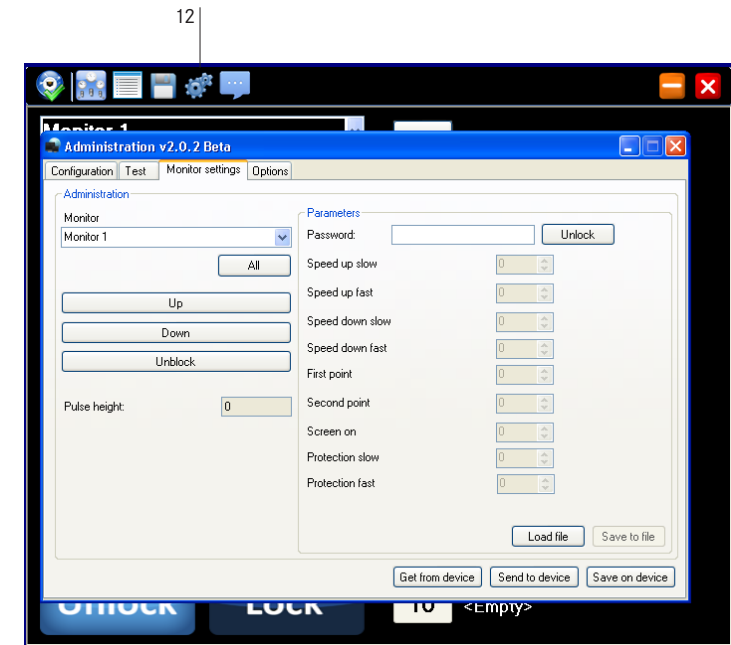 12
Monitor 1
Administration v2.0.2 Beta
Configuration Test Monitor settings Options
Administration
Monitor
Monitor 1
All
Up
Down
Unblock
Pulse height: 0
Parameters
Password: Unlock
Speed up slow 0
Speed up fast 0
Speed down slow 0
Speed down fast 0
First point 0
Second point 0
Screen on 0
Protection slow 0
Protection fast 0
Load file Save to file
Get from device Send to device Save on device
Unlock Lock 10 <Empty>